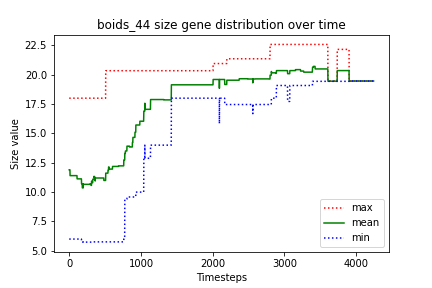 boids_44 size gene distribution over time
22.5
20.0
17.5
15.0
12.5
10.0
7.5
5.0
Size value
max
mean
min
0
1000
2000
3000
4000
Timesteps